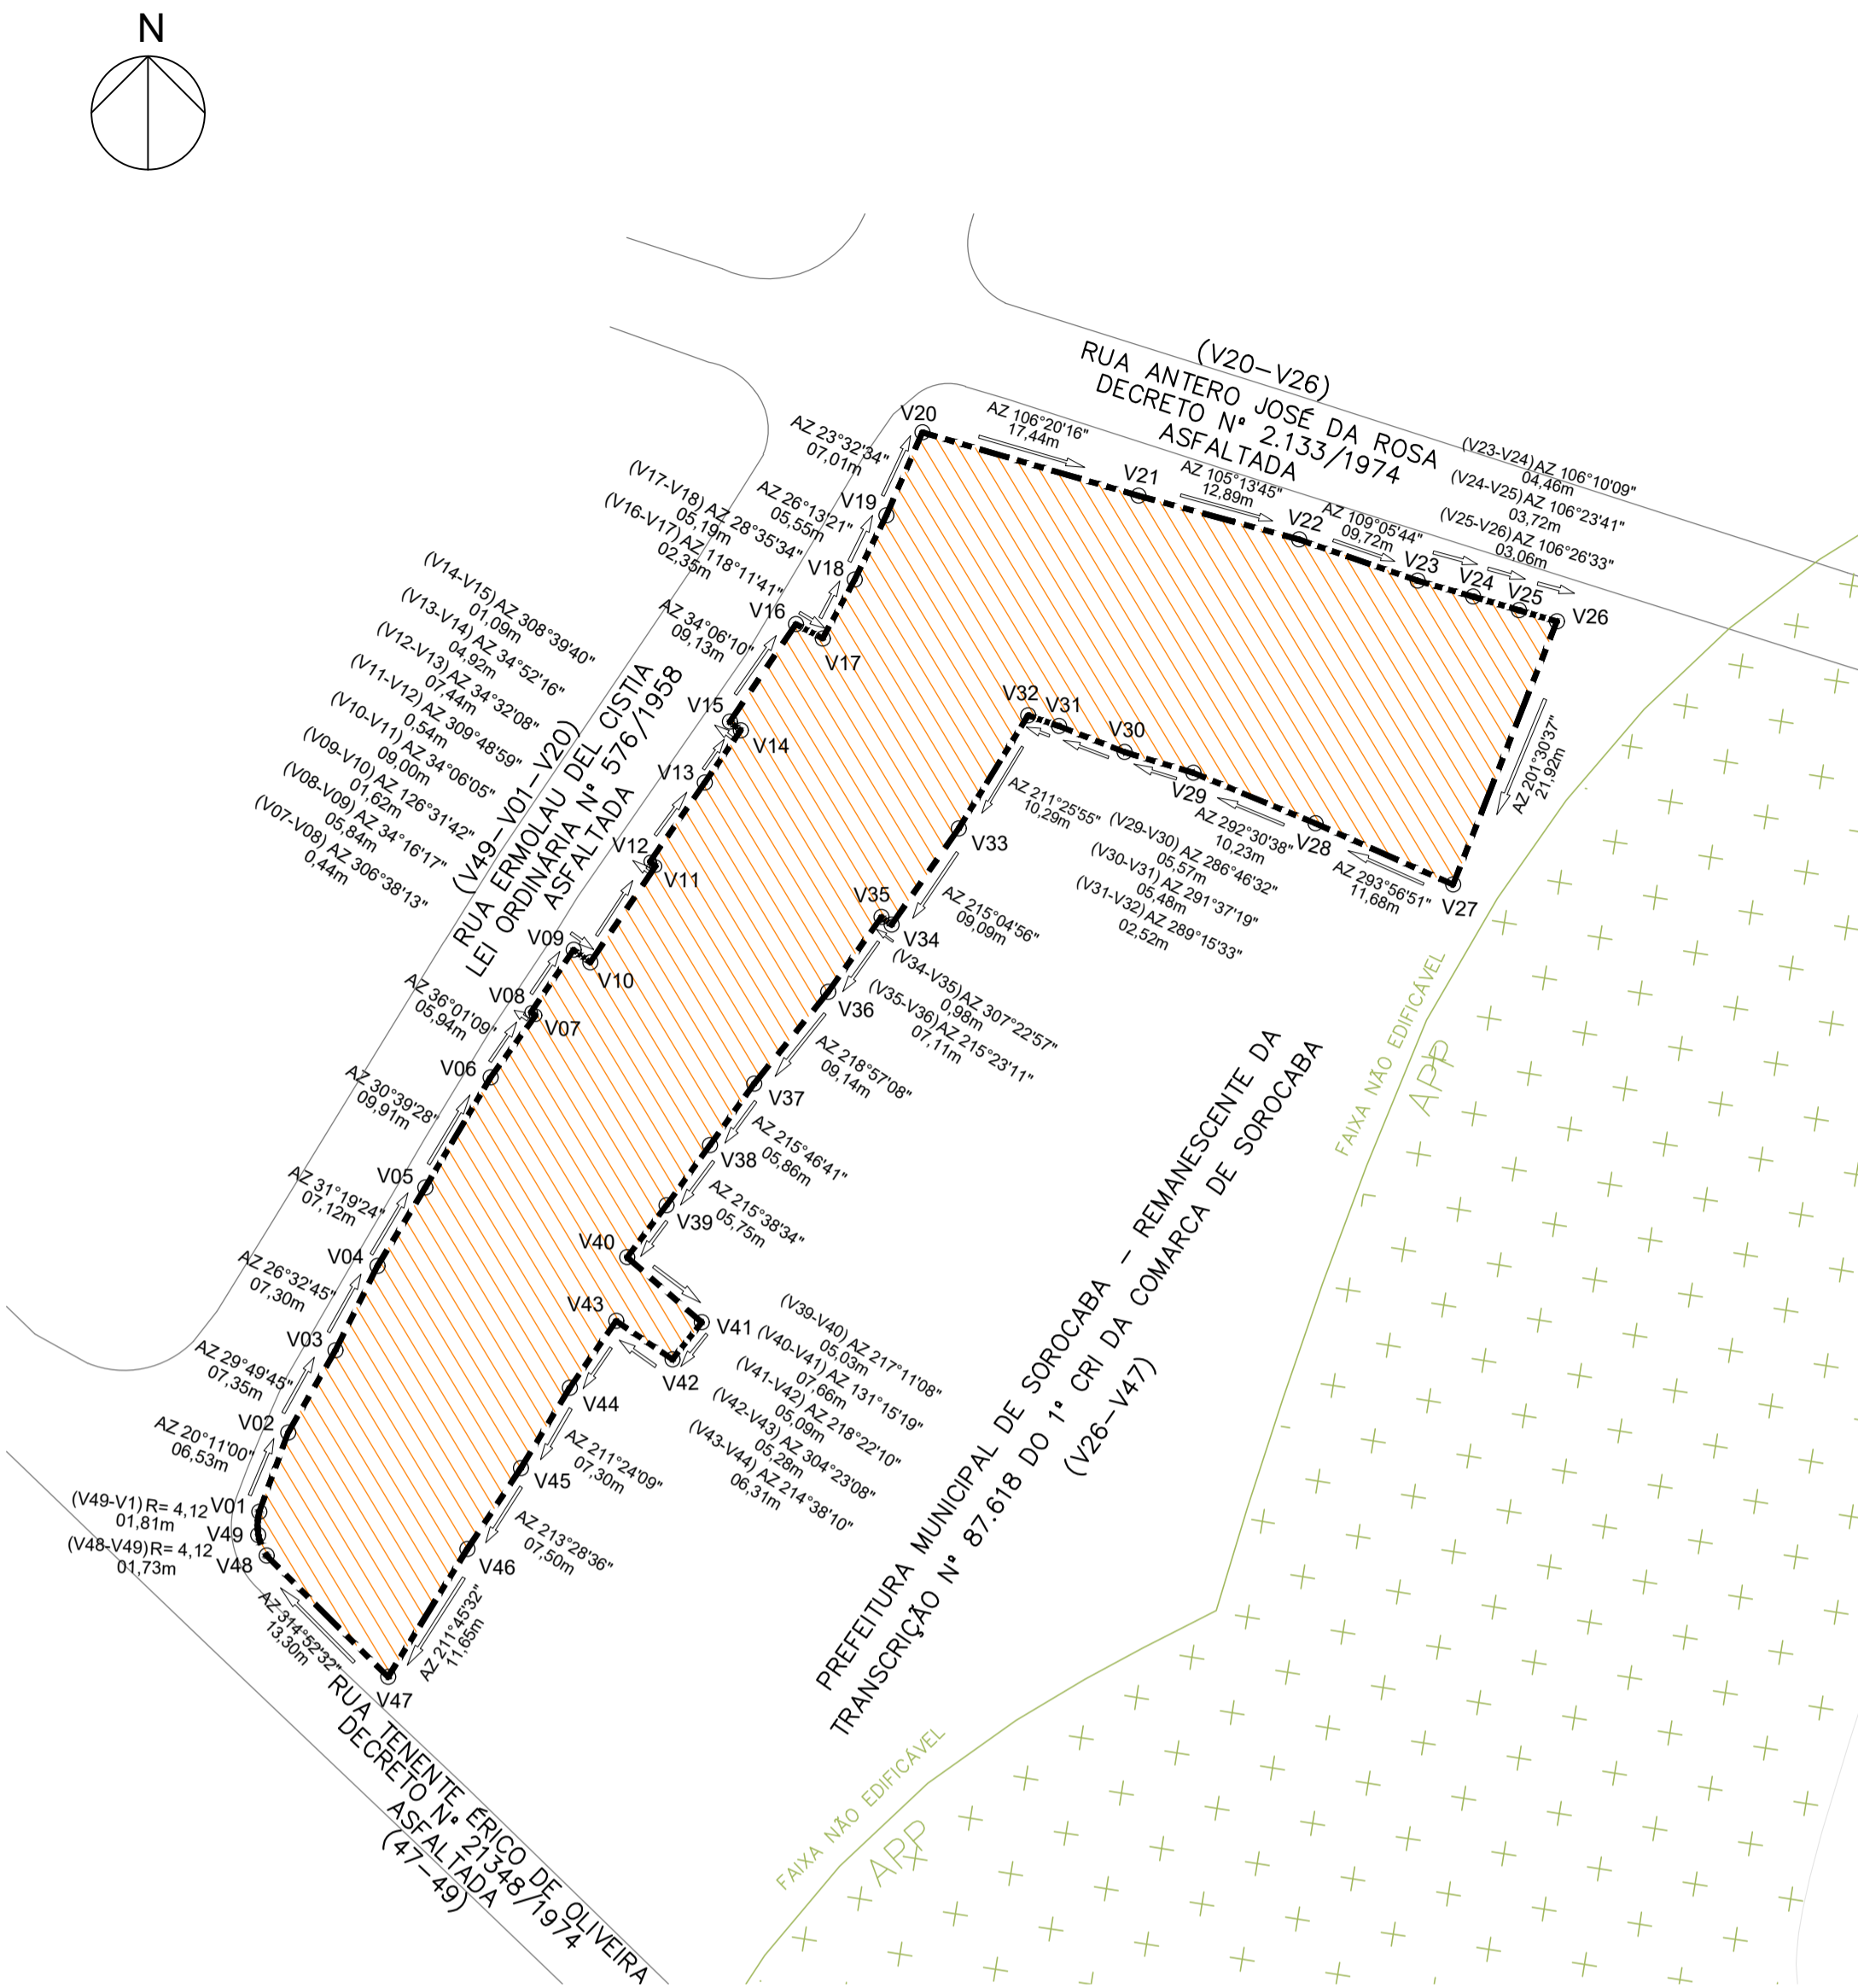 N
(V20-V26)
RUA ANTERO JOSÉ DA ROSA
DECRETO Nº 2.133/1974
ASFALTADA
V20
AZ 106°20'16"
17,44m
V21
AZ 105°13'45"
12,89m
V22
AZ 109°05'44"
09,72m
V23
(V23-V24) AZ 106°10'09"
04,46m
(V24-V25) AZ 106°23'41"
03,72m
(V25-V26) AZ 106°26'33"
03,06m
V24
V25
V26
AZ 23°32'34"
07,01m
V19
AZ 26°13'21"
05,55m
V18
(V17-V18) AZ 28°35'34"
05,19m
(V16-V17) AZ 118°11'41"
02,35m
V16
V17
AZ 34°06'10"
09,13m
V15
V14
(V14-V15) AZ 308°39'40"
01,09m
(V13-V14) AZ 34°52'16"
04,92m
(V12-V13) AZ 34°32'08"
07,44m
(V11-V12) AZ 309°48'59"
0,54m
(V10-V11) AZ 34°06'05"
09,00m
(V09-V10) AZ 126°31'42"
01,62m
(V08-V09) AZ 34°16'17"
05,84m
(V07-V08) AZ 306°38'13"
0,44m
(V49-V01-V20)
RUA ERMOLAU DEL CISTIA
LEI ORDINÁRIA Nº 576/1958
ASFALTADA
V13
V12
V11
V09
V10
V08
V07
AZ 36°01'09"
05,94m
V06
AZ 30°39'28"
09,91m
V05
AZ 31°19'24"
07,12m
V04
AZ 26°32'45"
07,30m
V03
AZ 29°49'45"
07,35m
V02
AZ 20°11'00"
06,53m
(V49-V1) R= 4,12
01,81m
V01
V49
(V48-V49) R= 4,12
01,73m
V48
AZ 314°52'32"
13,30m
V47
RUA TENENTE ÉRICO DE OLIVEIRA
DECRETO Nº 21348/1974
ASFALTADA
(47-49)
AZ 201°30'37"
21,92m
V27
AZ 293°56'51"
11,68m
V28
AZ 292°30'38"
10,23m
V29
V30
V31
V32
(V29-V30) AZ 286°46'32"
05,57m
(V30-V31) AZ 291°37'19"
05,48m
(V31-V32) AZ 289°15'33"
02,52m
AZ 211°25'55"
10,29m
V33
AZ 215°04'56"
09,09m
V34
V35
(V34-V35) AZ 307°22'57"
0,98m
(V35-V36) AZ 215°23'11"
07,11m
V36
AZ 218°57'08"
09,14m
V37
AZ 215°46'41"
05,86m
V38
AZ 215°38'34"
05,75m
V39
V40
V41
V42
V43
(V39-V40) AZ 217°11'08"
05,03m
(V40-V41) AZ 131°15'19"
07,66m
(V41-V42) AZ 218°22'10"
05,09m
(V42-V43) AZ 304°23'08"
05,28m
(V43-V44) AZ 214°38'10"
06,31m
V44
AZ 211°24'09"
07,30m
V45
AZ 213°28'36"
07,50m
V46
AZ 211°45'32"
11,65m
PREFEITURA MUNICIPAL DE SOROCABA - REMANESCENTE DA
TRANSCRIÇÃO Nº 87.618 DO 1º CRI DA COMARCA DE SOROCABA
(V26-V47)
FAIXA NÃO EDIFICÁVEL
APP
FAIXA NÃO EDIFICÁVEL
APP